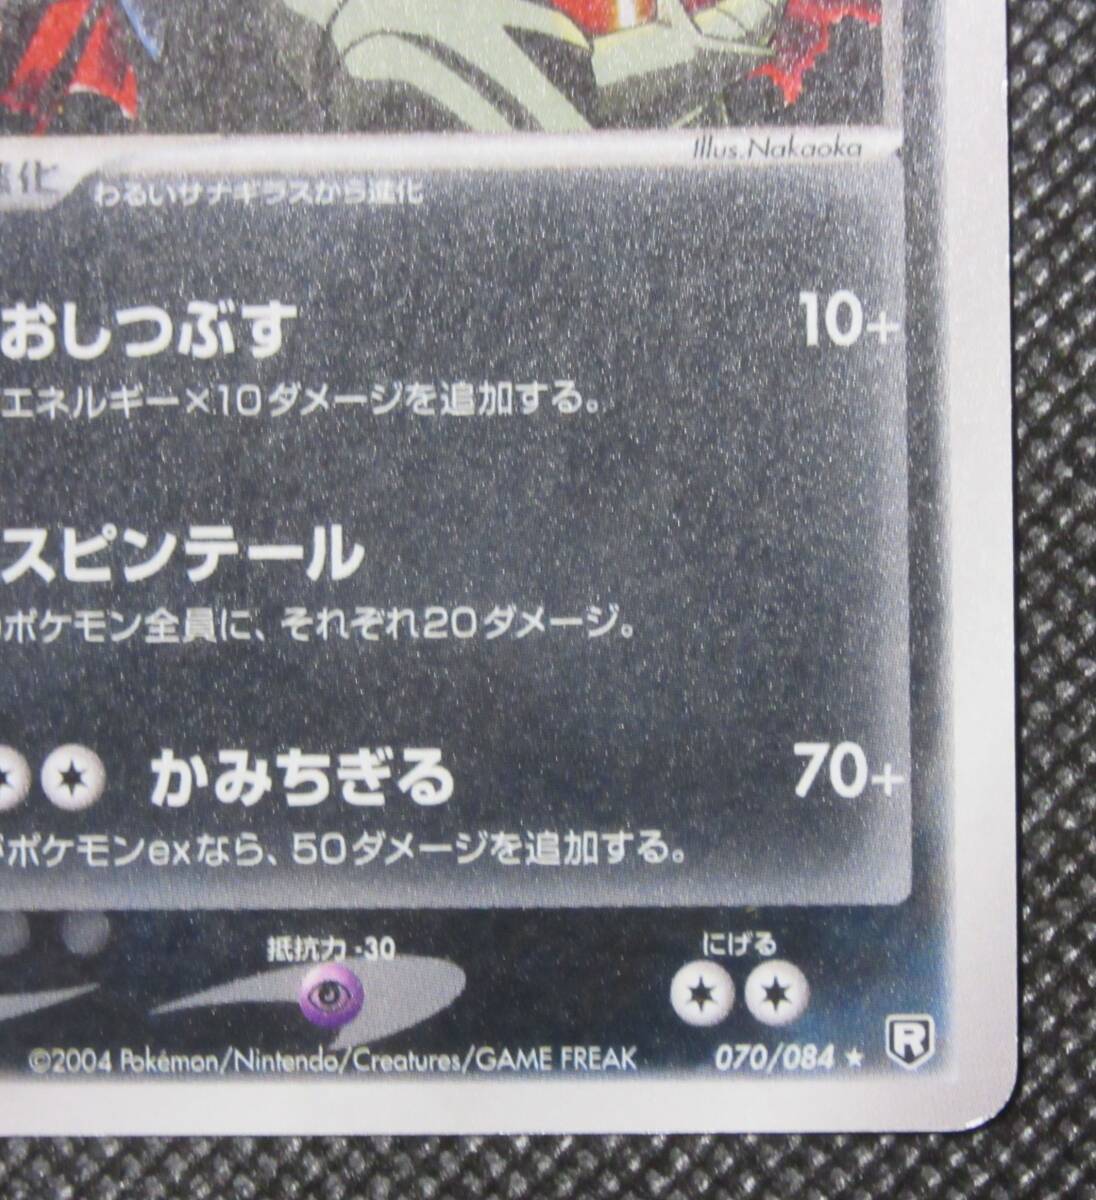 Illus.Nakaoka
進化
わるいサナギラスから進化
おしつぶす 10+
エネルギー×10ダメージを追加する。
スピンテール
ポケモン全員に、それぞれ20ダメージ。
かみちぎる 70+
がポケモンexなら、50ダメージを追加する。
抵抗力 -30
にげる
©2004 Pokémon/Nintendo/Creatures/GAME FREAK 070/084 ★ R